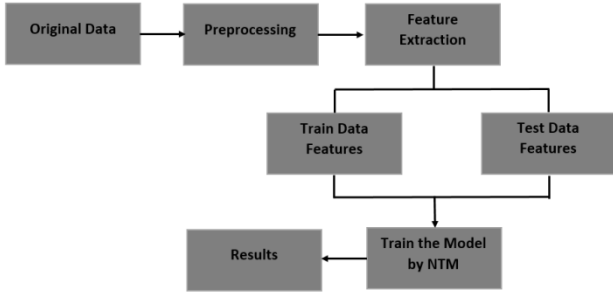 Original Data
Preprocessing
Feature
Extraction
Train Data
Features
Test Data
Features
Train the Model
by NTM
Results